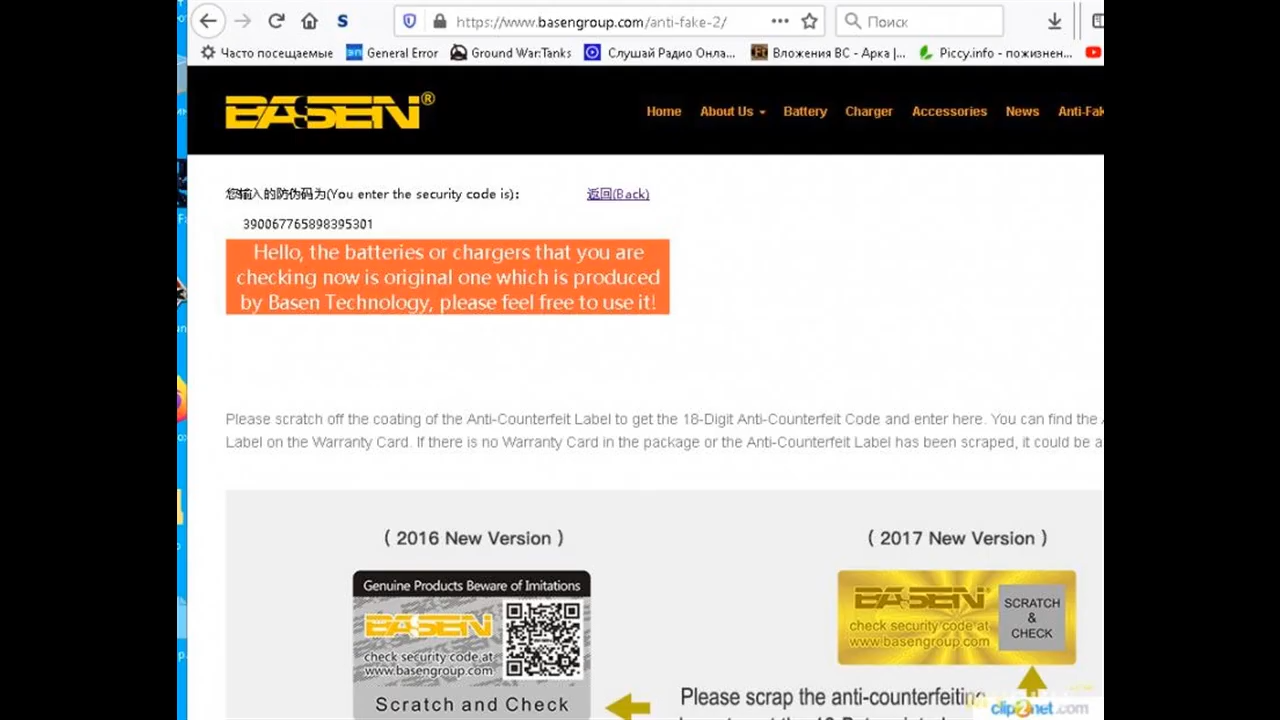 https://www.basengroup.com/anti-fake-2/
Поиск
Часто посещаемые
General Error
Ground War:Tanks
Слушай Радио Онла...
Вложения ВС - Арка |...
Piccy.info - пожизнен...
BASEN®
Home
About Us
Battery
Charger
Accessories
News
Anti-Fak
您输入的防伪码为(You enter the security code is):
返回(Back)
390067765898395301
Hello, the batteries or chargers that you are
checking now is original one which is produced
by Basen Technology, please feel free to use it!
Please scratch off the coating of the Anti-Counterfeit Label to get the 18-Digit Anti-Counterfeit Code and enter here. You can find the
Label on the Warranty Card. If there is no Warranty Card in the package or the Anti-Counterfeit Label has been scraped, it could be a
( 2016 New Version )
( 2017 New Version )
Genuine Products Beware of Imitations
BASEN
check security code at
www.basengroup.com
Scratch and Check
BASEN
check security code at
www.basengroup.com
SCRATCH
&
CHECK
Please scrap the anti-counterfeiting
clip2net.com